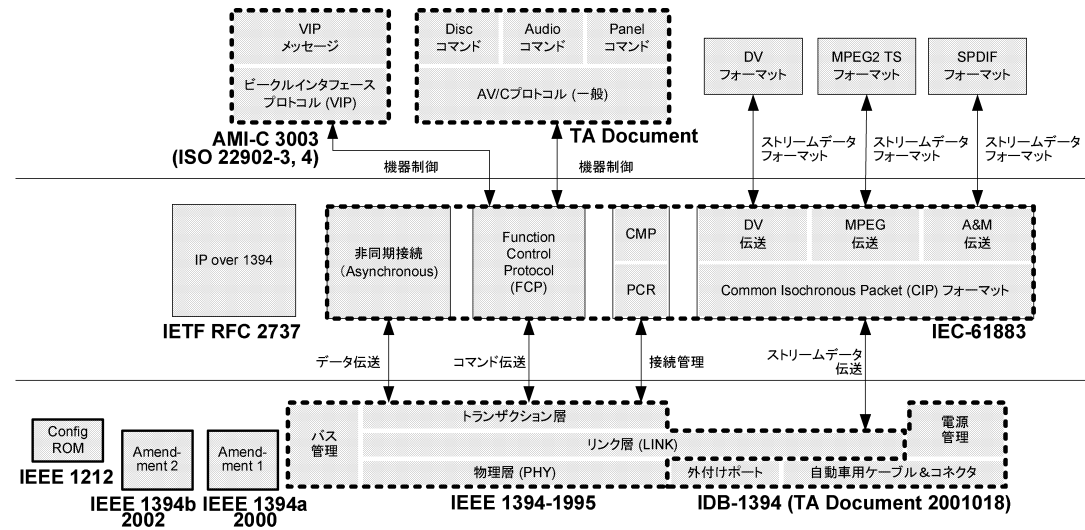 VIP
メッセージ
ビークルインタフェース
プロトコル (VIP)
AMI-C 3003
(ISO 22902-3, 4)
Disc
コマンド
Audio
コマンド
Panel
コマンド
AV/Cプロトコル (一般)
TA Document
DV
フォーマット
MPEG2 TS
フォーマット
SPDIF
フォーマット
機器制御
機器制御
ストリームデータ
フォーマット
ストリームデータ
フォーマット
ストリームデータ
フォーマット
IP over 1394
IETF RFC 2737
非同期接続
(Asynchronous)
Function
Control
Protocol
(FCP)
CMP
PCR
DV
伝送
MPEG
伝送
A&M
伝送
Common Isochronous Packet (CIP) フォーマット
IEC-61883
データ伝送
コマンド伝送
接続管理
ストリームデータ
伝送
Config
ROM
IEEE 1212
Amend-
ment 2
IEEE 1394b
2002
Amend-
ment 1
IEEE 1394a
2000
バス
管理
トランザクション層
リンク層 (LINK)
物理層 (PHY)
IEEE 1394-1995
電源
管理
外付けポート
自動車用ケーブル&コネクタ
IDB-1394 (TA Document 2001018)